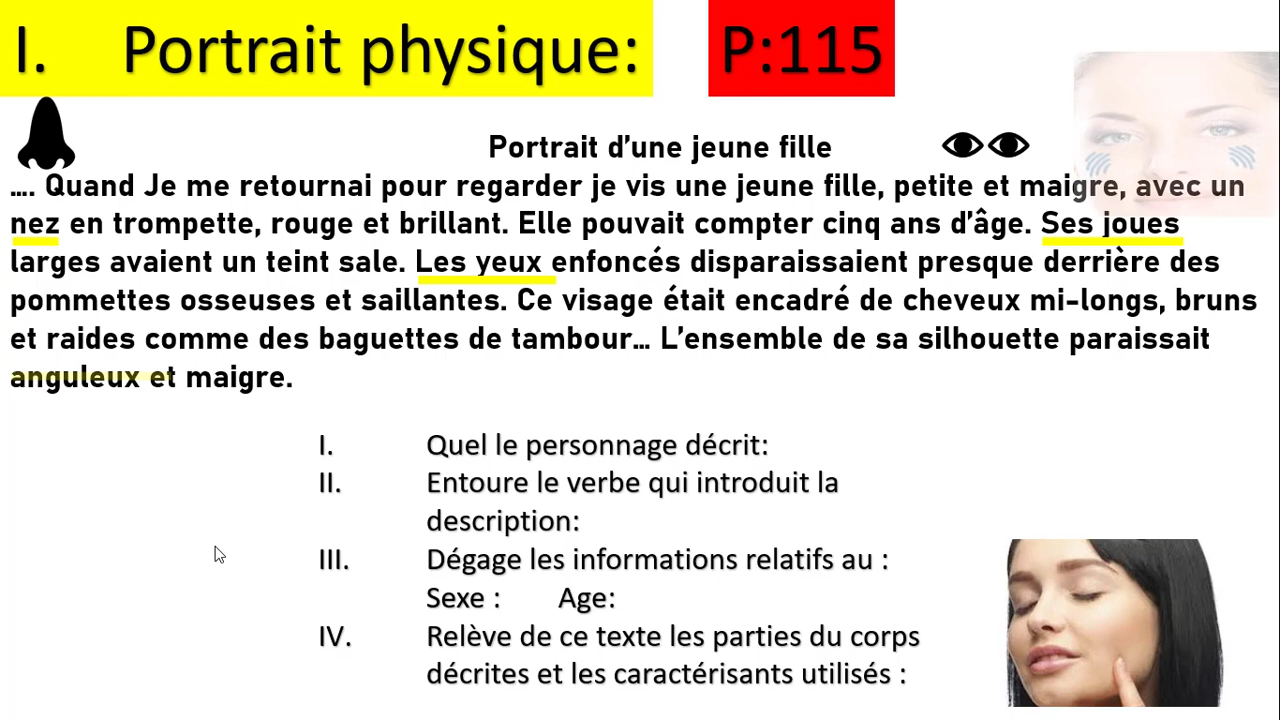 I. Portrait physique: P:115
Portrait d’une jeune fille
…. Quand Je me retournai pour regarder je vis une jeune fille, petite et maigre, avec un
nez en trompette, rouge et brillant. Elle pouvait compter cinq ans d’âge. Ses joues
larges avaient un teint sale. Les yeux enfoncés disparaissaient presque derrière des
pommettes osseuses et saillantes. Ce visage était encadré de cheveux mi-longs, bruns
et raides comme des baguettes de tambour… L’ensemble de sa silhouette paraissait
anguleux et maigre.
I. Quel le personnage décrit:
II. Entoure le verbe qui introduit la
description:
III. Dégage les informations relatifs au :
Sexe : Age:
IV. Relève de ce texte les parties du corps
décrites et les caractérisants utilisés :